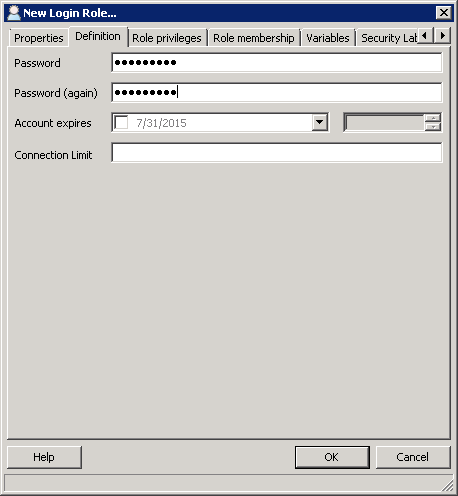 New Login Role...
Properties Definition Role privileges Role membership Variables Security Lab
Password ●●●●●●●●●
Password (again) ●●●●●●●●●
Account expires 7/31/2015
Connection Limit
Help OK Cancel